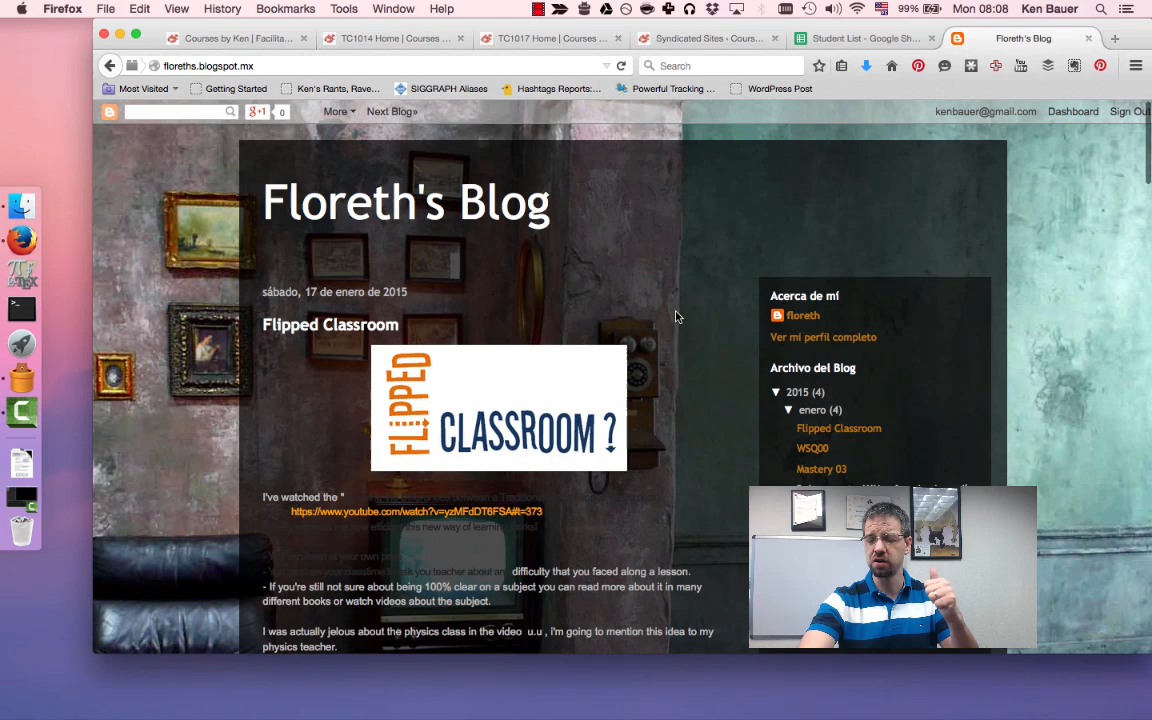 Firefox File Edit View History Bookmarks Tools Window Help 99% Mon 08:08 Ken Bauer
Courses by Ken | Facilita... TC1014 Home | Courses ... TC1017 Home | Courses ... Syndicated Sites ‹ Cours... Student List - Google Sh... Floreth's Blog
floreths.blogspot.mx Search
Most Visited Getting Started Ken's Rants, Rave... SIGGRAPH Aliases Hashtags Reports:... Powerful Tracking ... WordPress Post
g+1 0 More Next Blog» kenbauer@gmail.com Dashboard Sign Out
Floreth's Blog
sábado, 17 de enero de 2015
Flipped Classroom
FLIPPED
CLASSROOM ?
I've watched the "
https://www.youtube.com/watch?v=yzMFdDT6FSA#t=373
difficulty that you faced along a lesson.
- If you're still not sure about being 100% clear on a subject you can read more about it in many
different books or watch videos about the subject.
I was actually jelous about the physics class in the video u.u , i'm going to mention this idea to my
physics teacher.
Acerca de mí
floreth
Ver mi perfil completo
Archivo del Blog
▼ 2015 (4)
▼ enero (4)
Flipped Classroom
WSQ00
Mastery 03